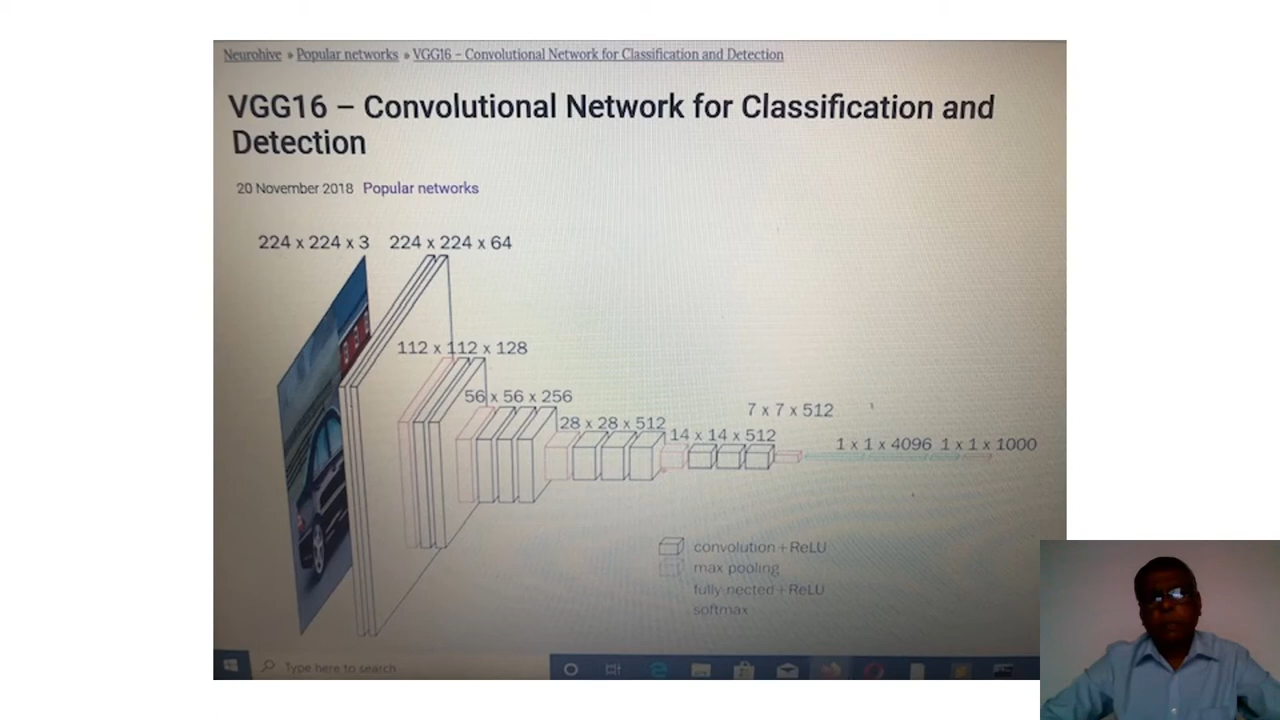 Neurohive » Popular networks » VGG16 – Convolutional Network for Classification and Detection
VGG16 – Convolutional Network for Classification and
Detection
20 November 2018 Popular networks
224 x 224 x 3 224 x 224 x 64
112 x 112 x 128
56 x 56 x 256
28 x 28 x 512
14 x 14 x 512
7 x 7 x 512
1 x 1 x 4096 1 x 1 x 1000
convolution + ReLU
max pooling
fully nected + ReLU
softmax
Type here to search